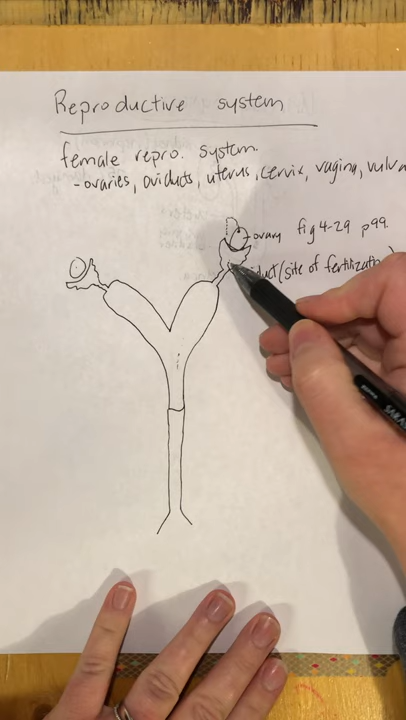 Reproductive system
female repro. system.
-ovaries, oviducts, uterus, cervix, vagina, vulva
ovary fig 4-29 p99.
(site of fertilization)